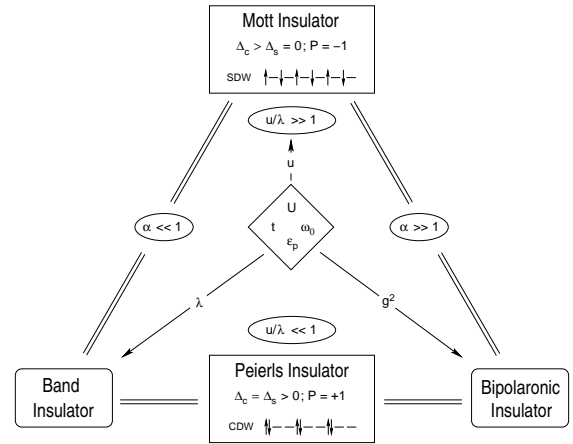 Mott Insulator
Δc > Δs = 0; P = −1
SDW
u/λ >> 1
u
U
t ω0
εp
α << 1
α >> 1
λ
g²
u/λ << 1
Band
Insulator
Peierls Insulator
Δc = Δs > 0; P = +1
CDW
Bipolaronic
Insulator